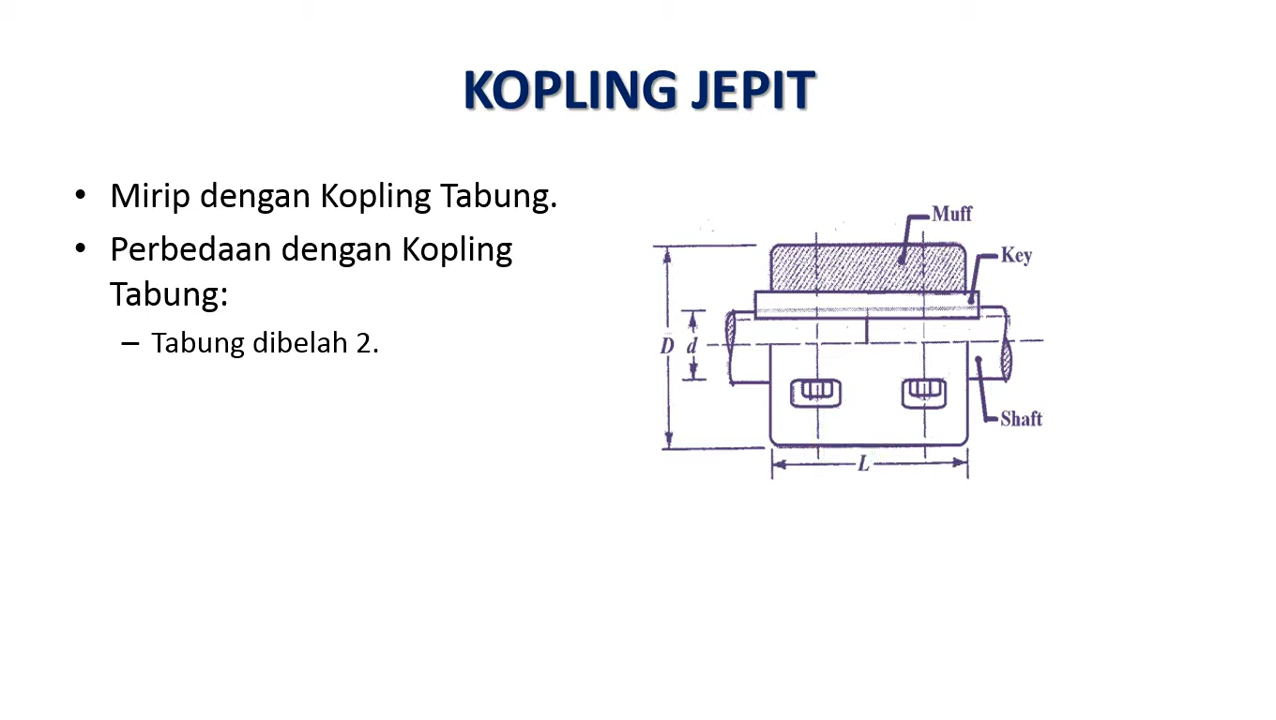 KOPLING JEPIT
• Mirip dengan Kopling Tabung.
• Perbedaan dengan Kopling
Tabung:
– Tabung dibelah 2.
Muff
Key
D d
Shaft
L